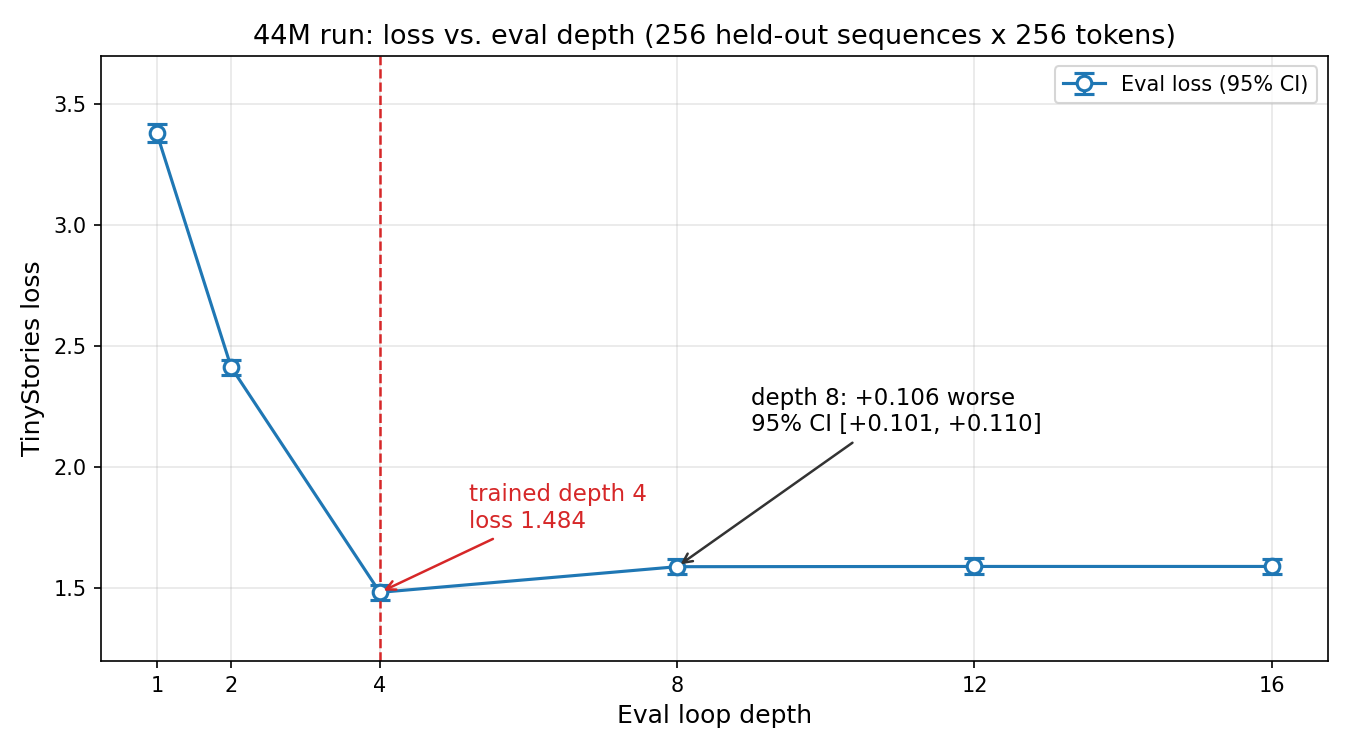 44M run: loss vs. eval depth (256 held-out sequences x 256 tokens)
Eval loss (95% CI)
3.5
3.0
2.5
2.0
1.5
TinyStories loss
depth 8: +0.106 worse
95% CI [+0.101, +0.110]
trained depth 4
loss 1.484
1 2 4 8 12 16
Eval loop depth